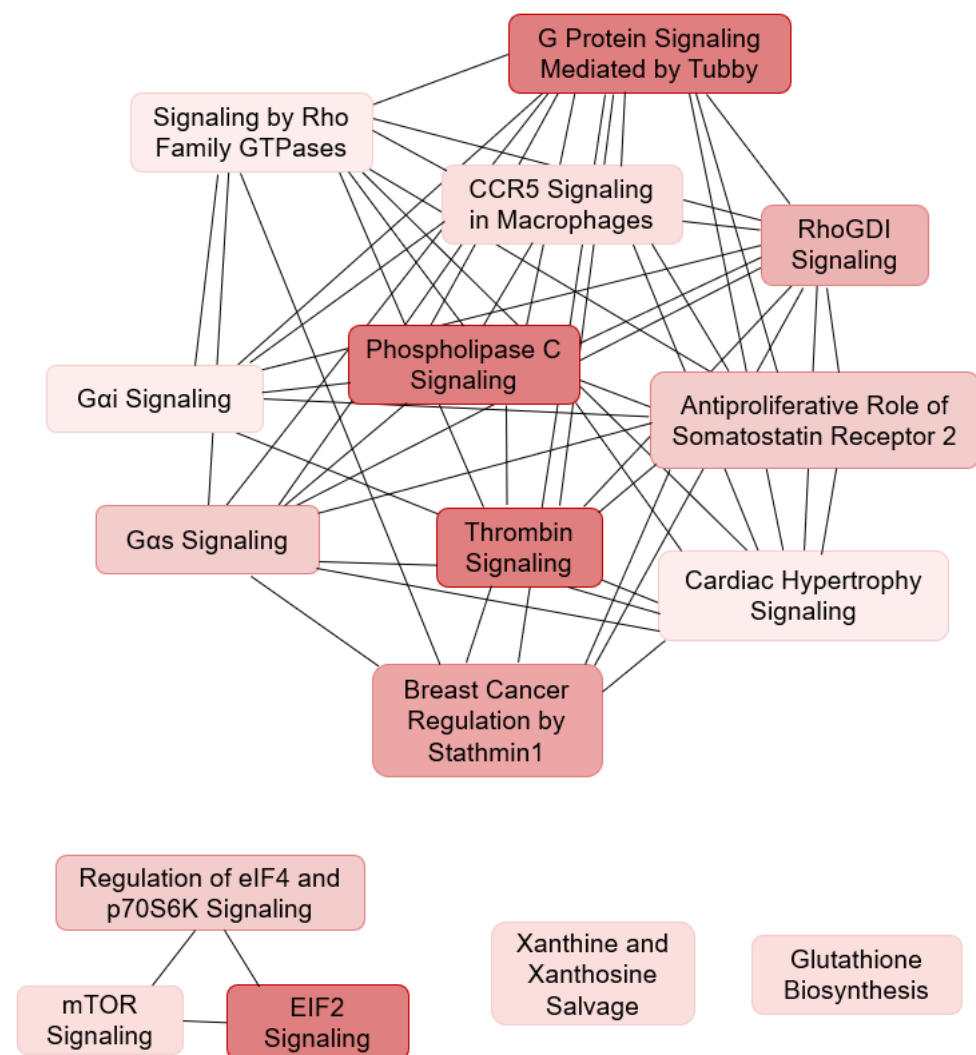 G Protein Signaling
Mediated by Tubby
Signaling by Rho
Family GTPases
CCR5 Signaling
in Macrophages
RhoGDI
Signaling
Phospholipase C
Signaling
Gαi Signaling
Antiproliferative Role of
Somatostatin Receptor 2
Gαs Signaling
Thrombin
Signaling
Cardiac Hypertrophy
Signaling
Breast Cancer
Regulation by
Stathmin1
Regulation of eIF4 and
p70S6K Signaling
Xanthine and
Xanthosine
Salvage
Glutathione
Biosynthesis
mTOR
Signaling
EIF2
Signaling